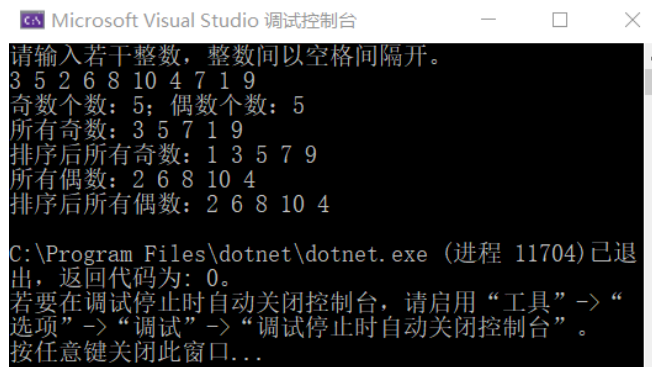 Microsoft Visual Studio 调试控制台
请输入若干整数，整数间以空格间隔开。
3 5 2 6 8 10 4 7 1 9
奇数个数：5；偶数个数：5
所有奇数：3 5 7 1 9
排序后所有奇数：1 3 5 7 9
所有偶数：2 6 8 10 4
排序后所有偶数：2 6 8 10 4
C:\Program Files\dotnet\dotnet.exe (进程 11704)已退
出，返回代码为: 0。
若要在调试停止时自动关闭控制台，请启用“工具”->“
选项”->“调试”->“调试停止时自动关闭控制台”。
按任意键关闭此窗口...